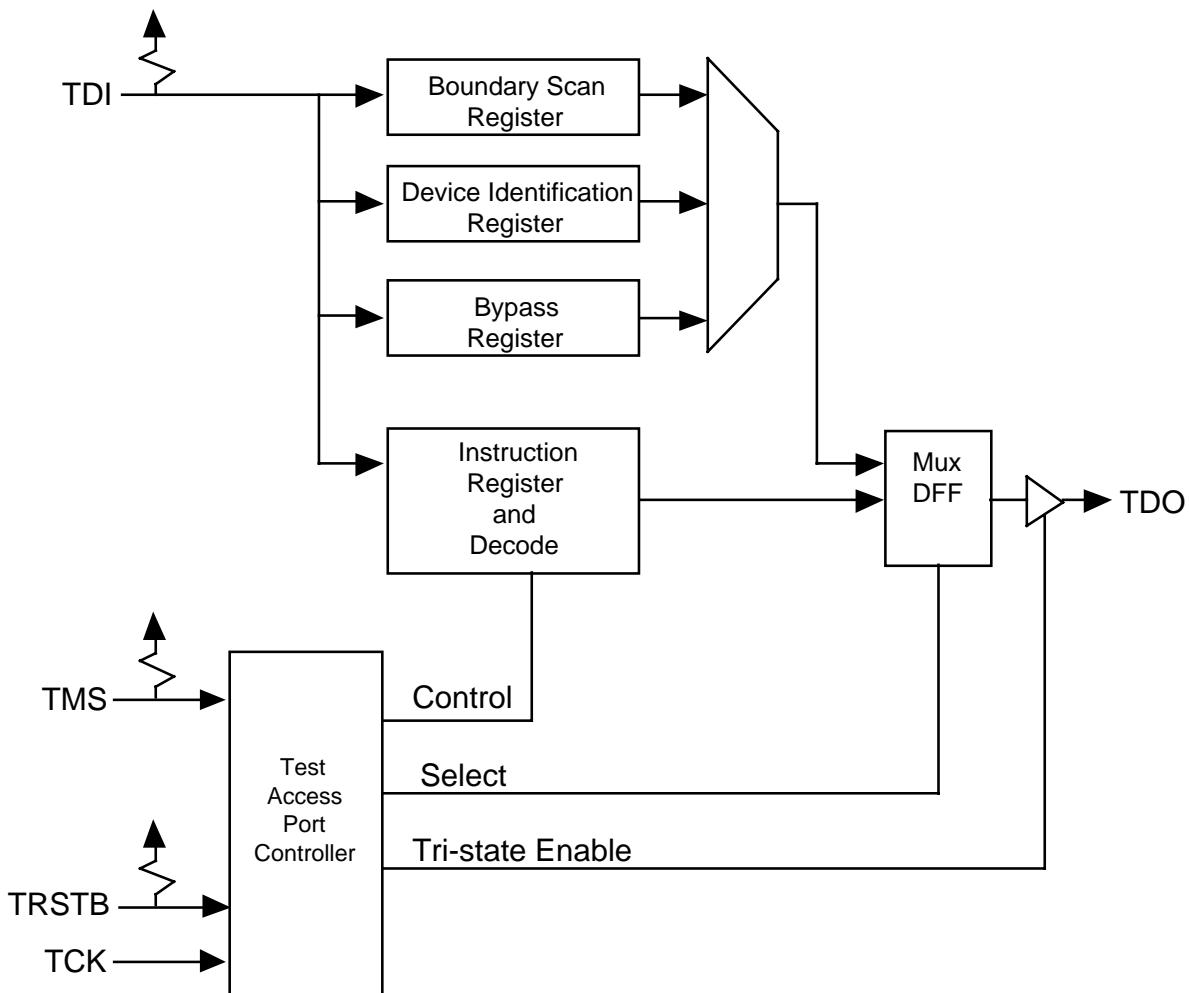 TDI
Boundary Scan
Register
Device Identification
Register
Bypass
Register
Instruction
Register
and
Decode
Mux
DFF
TDO
TMS
Control
Test
Access
Port
Controller
Select
Tri-state Enable
TRSTB
TCK